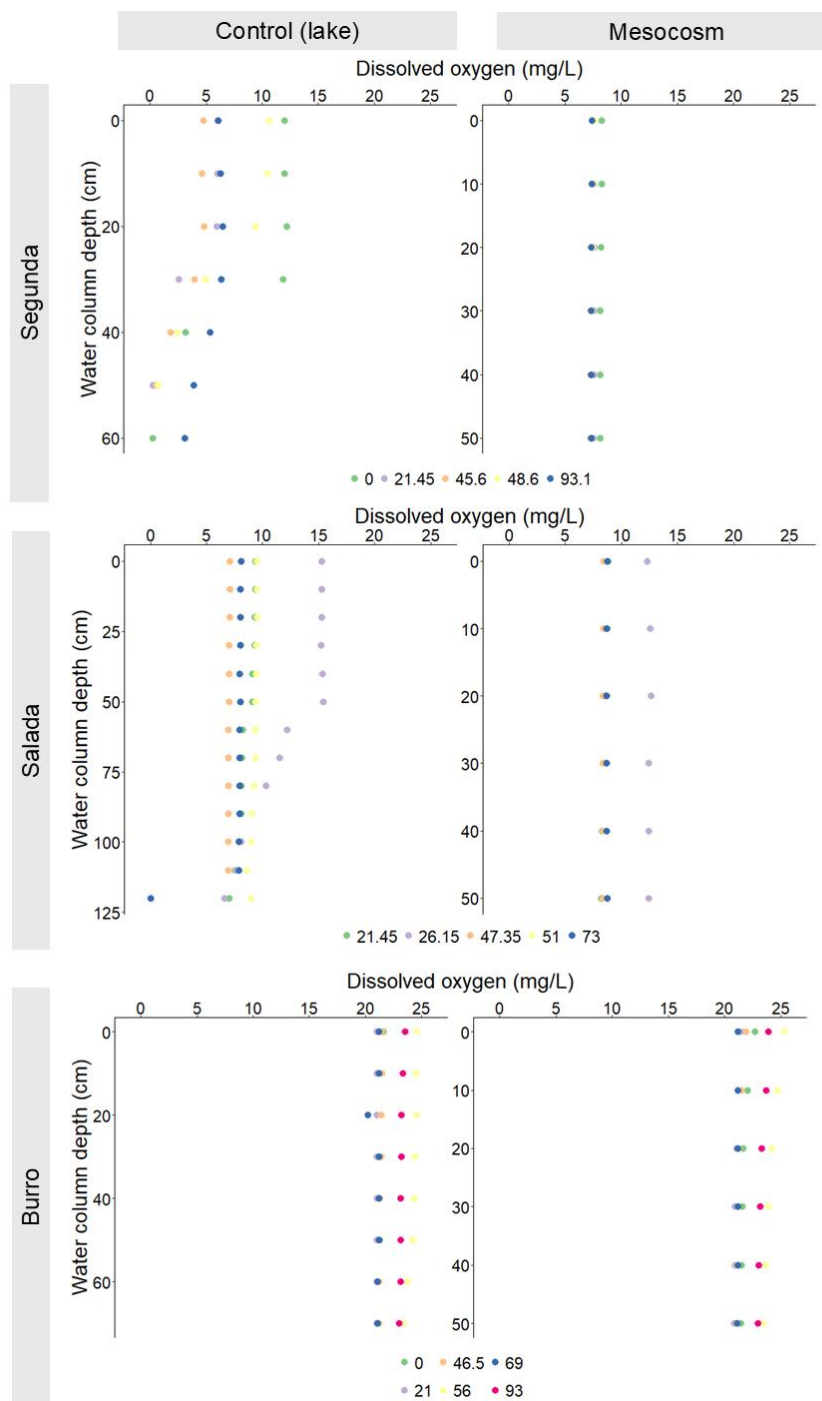 Control (lake) Mesocosm
Dissolved oxygen (mg/L)
0 5 10 15 20 25 0 5 10 15 20 25
Segunda
Water column depth (cm)
0 20 40 60
0 10 20 30 40 50
0 21.45 45.6 48.6 93.1
Dissolved oxygen (mg/L)
0 5 10 15 20 25 0 5 10 15 20 25
Salada
Water column depth (cm)
0 25 50 75 100 125
0 10 20 30 40 50
21.45 26.15 47.35 51 73
Dissolved oxygen (mg/L)
0 5 10 15 20 25 0 5 10 15 20 25
Burro
Water column depth (cm)
0 20 40 60
0 10 20 30 40 50
0 46.5 69
21 56 93